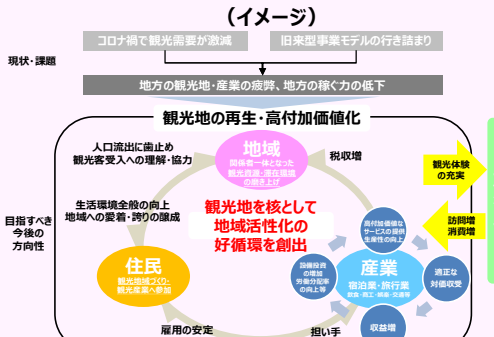 (イメージ)
コロナ禍で観光需要が激減
旧来型事業モデルの行き詰まり
現状・課題
地方の観光地・産業の疲弊、地方の稼ぐ力の低下
観光地の再生・高付加価値化
地域
関係者一体となった
観光資源・滞在環境
の磨き上げ
人口流出に歯止め
観光客受入への理解・協力
税収増
観光体験
の充実
生活環境全般の向上
地域への愛着・誇りの醸成
観光地を核として
地域活性化の
好循環を創出
訪問増
消費増
目指すべき
今後の
方向性
高付加価値な
サービスの提供
生産性の向上
住民
観光地域づくり・
観光産業へ参加
設備投資
の増加
労働分配率
の向上等
産業
宿泊業・旅行業
飲食・商工・娯楽・交通等
適正な
対価収受
収益増
雇用の安定
担い手